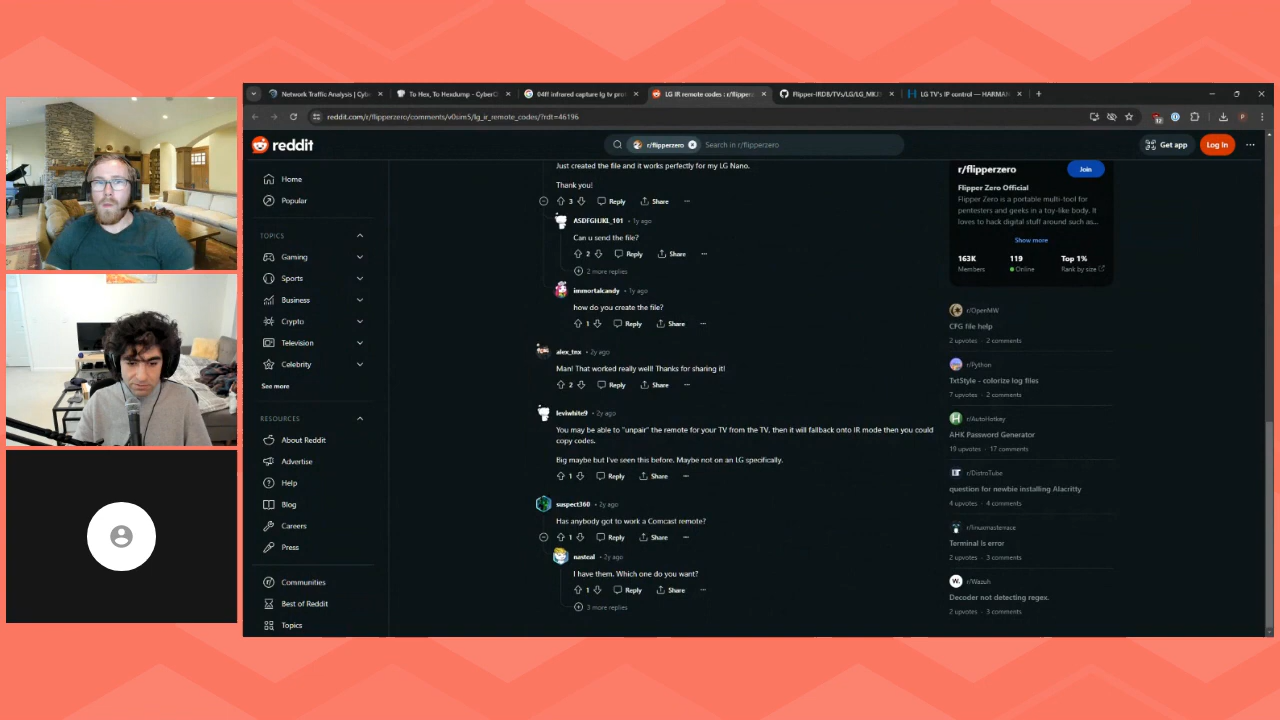 Network Traffic Analysis | Cybe
To Hex, To Hexdump - CyberC
04ff infrared capture lg tv prot
LG IR remote codes : r/flipperz
Flipper-IRDB/TVs/LG/LG_MKJ3
LG TV's IP control — HARMAN
reddit.com/r/flipperzero/comments/v0uim5/lg_ir_remote_codes/?rdt=46196
reddit
r/flipperzero
Search in r/flipperzero
Get app
Log In
Home
Popular
TOPICS
Gaming
Sports
Business
Crypto
Television
Celebrity
See more
RESOURCES
About Reddit
Advertise
Help
Blog
Careers
Press
Communities
Best of Reddit
Topics
Just created the file and it works perfectly for my LG Nano.
Thank you!
3 Reply Share
ASDFGHJKL_101 • 1y ago
Can u send the file?
2 Reply Share
2 more replies
immortalcandy • 1y ago
how do you create the file?
1 Reply Share
alex_tnx • 2y ago
Man! That worked really well! Thanks for sharing it!
2 Reply Share
leviwhite9 • 2y ago
You may be able to "unpair" the remote for your TV from the TV, then it will fallback onto IR mode then you could
copy codes.
Big maybe but I've seen this before. Maybe not on an LG specifically.
1 Reply Share
suspect360 • 2y ago
Has anybody got to work a Comcast remote?
1 Reply Share
nasteal • 2y ago
I have them. Which one do you want?
1 Reply Share
3 more replies
r/flipperzero
Join
Flipper Zero Official
Flipper Zero is a portable multi-tool for
pentesters and geeks in a toy-like body. It
loves to hack digital stuff around such as...
Show more
163K 119 Top 1%
Members Online Rank by size
r/OpenMW
CFG file help
2 upvotes · 2 comments
r/Python
TxtStyle - colorize log files
7 upvotes · 2 comments
r/AutoHotkey
AHK Password Generator
19 upvotes · 17 comments
r/DistroTube
question for newbie installing Alacritty
4 upvotes · 4 comments
r/linuxmasterrace
Terminal is error
2 upvotes · 3 comments
W.
r/Wazuh
Decoder not detecting regex.
2 upvotes · 3 comments